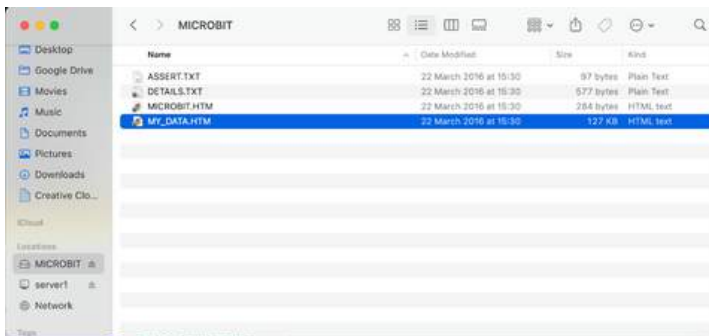 MICROBIT
Desktop
Google Drive
Movies
Music
Documents
Pictures
Downloads
Creative Clo...
iCloud
Locations
MICROBIT
server1
Network
Tags
Name Date Modified Size Kind
ASSERT.TXT 22 March 2016 at 15:30 97 bytes Plain Text
DETAILS.TXT 22 March 2016 at 15:30 577 bytes Plain Text
MICROBIT.HTM 22 March 2016 at 15:30 284 bytes HTML text
MY_DATA.HTM 22 March 2016 at 15:30 127 KB HTML text